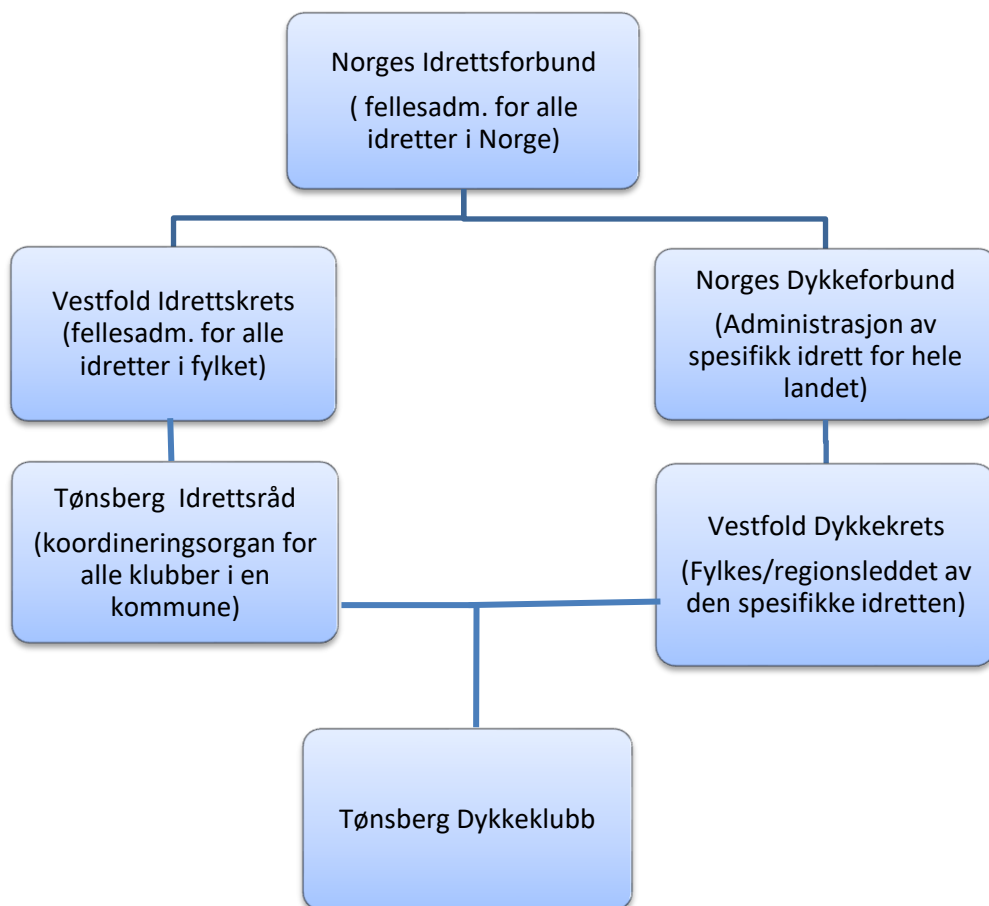 Norges Idrettsforbund
( fellesadm. for alle
idretter i Norge)
Vestfold Idrettskrets
(fellesadm. for alle
idretter i fylket)
Norges Dykkeforbund
(Administrasjon av
spesifikk idrett for hele
landet)
Tønsberg  Idrettsråd
(koordineringsorgan for
alle klubber i en
kommune)
Vestfold Dykkekrets
(Fylkes/regionsleddet av
den spesifikke idretten)
Tønsberg Dykkeklubb